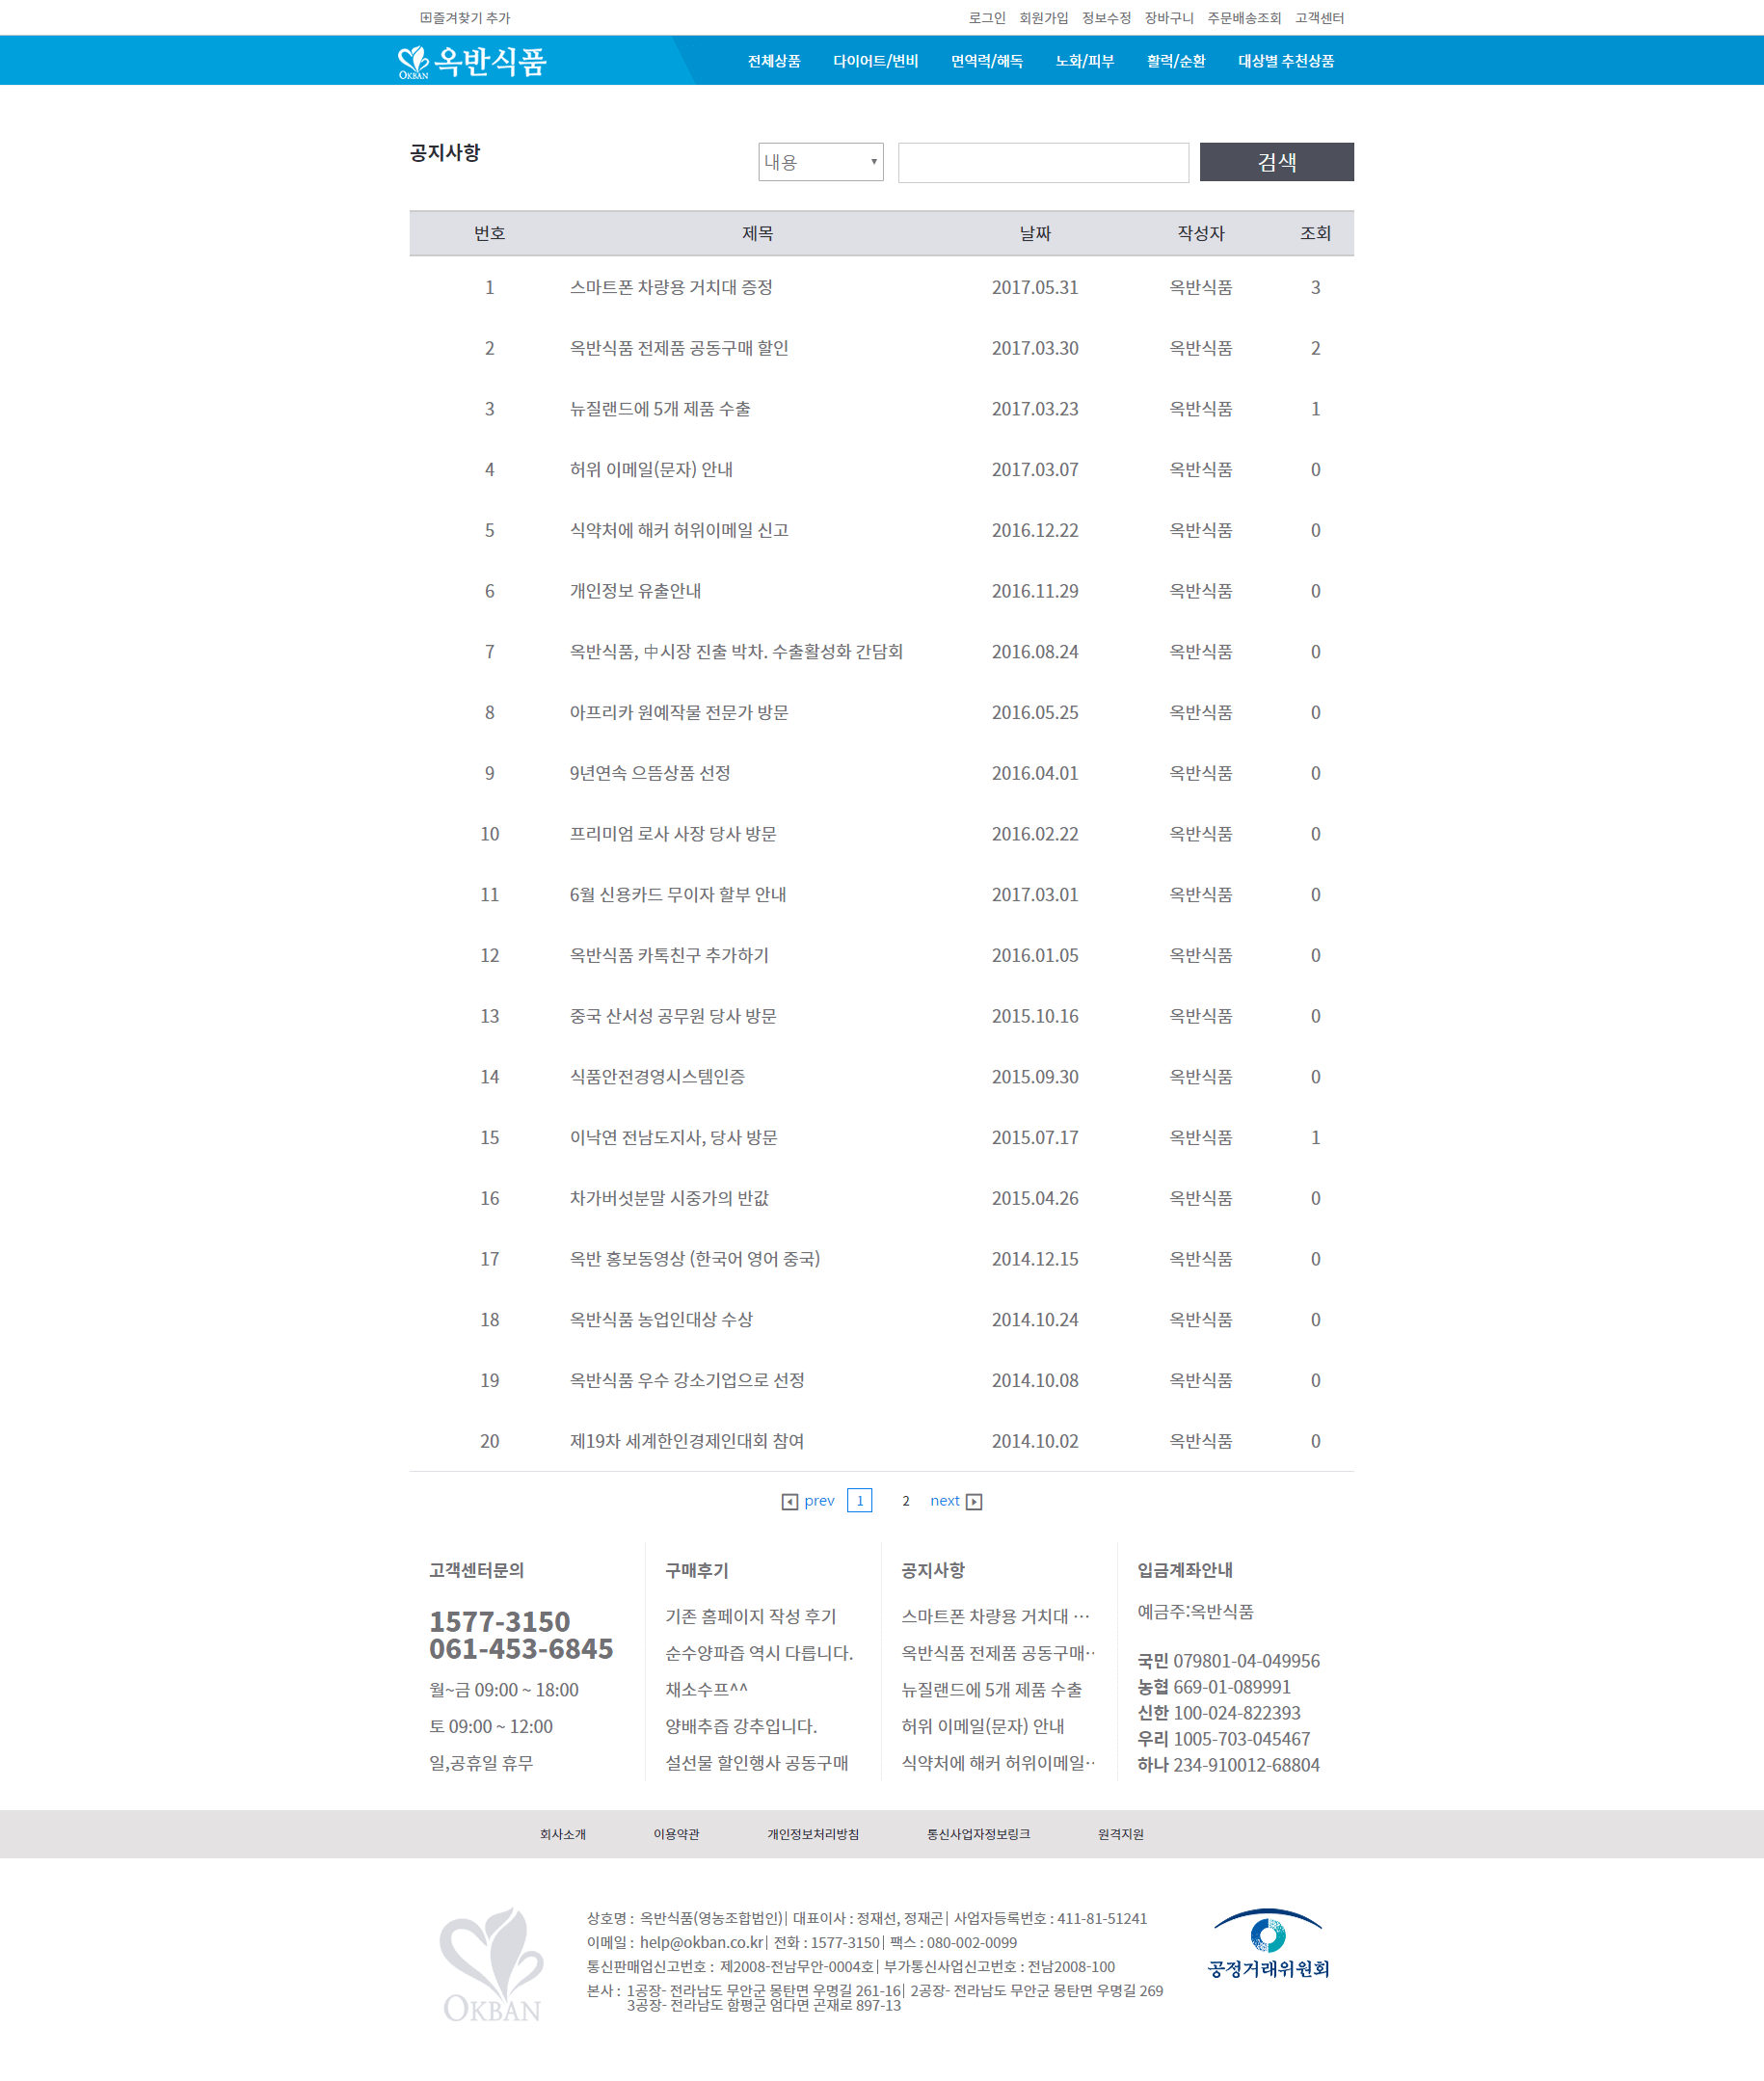 즐겨찾기 추가
로그인 회원가입 정보수정 장바구니 주문배송조회 고객센터
OKBAN 옥반식품
전체상품 다이어트/변비 면역력/해독 노화/피부 활력/순환 대상별 추천상품
공지사항
내용
검색
번호 제목 날짜 작성자 조회
1 스마트폰 차량용 거치대 증정 2017.05.31 옥반식품 3
2 옥반식품 전제품 공동구매 할인 2017.03.30 옥반식품 2
3 뉴질랜드에 5개 제품 수출 2017.03.23 옥반식품 1
4 허위 이메일(문자) 안내 2017.03.07 옥반식품 0
5 식약처에 해커 허위이메일 신고 2016.12.22 옥반식품 0
6 개인정보 유출안내 2016.11.29 옥반식품 0
7 옥반식품, 中시장 진출 박차. 수출활성화 간담회 2016.08.24 옥반식품 0
8 아프리카 원예작물 전문가 방문 2016.05.25 옥반식품 0
9 9년연속 으뜸상품 선정 2016.04.01 옥반식품 0
10 프리미엄 로사 사장 당사 방문 2016.02.22 옥반식품 0
11 6월 신용카드 무이자 할부 안내 2017.03.01 옥반식품 0
12 옥반식품 카톡친구 추가하기 2016.01.05 옥반식품 0
13 중국 산서성 공무원 당사 방문 2015.10.16 옥반식품 0
14 식품안전경영시스템인증 2015.09.30 옥반식품 0
15 이낙연 전남도지사, 당사 방문 2015.07.17 옥반식품 1
16 차가버섯분말 시중가의 반값 2015.04.26 옥반식품 0
17 옥반 홍보동영상 (한국어 영어 중국) 2014.12.15 옥반식품 0
18 옥반식품 농업인대상 수상 2014.10.24 옥반식품 0
19 옥반식품 우수 강소기업으로 선정 2014.10.08 옥반식품 0
20 제19차 세계한인경제인대회 참여 2014.10.02 옥반식품 0
prev 1 2 next
고객센터문의
1577-3150
061-453-6845
월~금 09:00 ~ 18:00
토 09:00 ~ 12:00
일,공휴일 휴무
구매후기
기존 홈페이지 작성 후기
순수양파즙 역시 다릅니다.
채소수프^^
양배추즙 강추입니다.
설선물 할인행사 공동구매
공지사항
스마트폰 차량용 거치대 …
옥반식품 전제품 공동구매··
뉴질랜드에 5개 제품 수출
허위 이메일(문자) 안내
식약처에 해커 허위이메일··
입금계좌안내
예금주:옥반식품
국민 079801-04-049956
농협 669-01-089991
신한 100-024-822393
우리 1005-703-045467
하나 234-910012-68804
회사소개 이용약관 개인정보처리방침 통신사업자정보링크 원격지원
OKBAN
상호명 : 옥반식품(영농조합법인)| 대표이사 : 정재선, 정재곤| 사업자등록번호 : 411-81-51241
이메일 : help@okban.co.kr| 전화 : 1577-3150| 팩스 : 080-002-0099
통신판매업신고번호 : 제2008-전남무안-0004호| 부가통신사업신고번호 : 전남2008-100
본사 : 1공장- 전라남도 무안군 몽탄면 우명길 261-16| 2공장- 전라남도 무안군 몽탄면 우명길 269
3공장- 전라남도 함평군 엄다면 곤재로 897-13
공정거래위원회